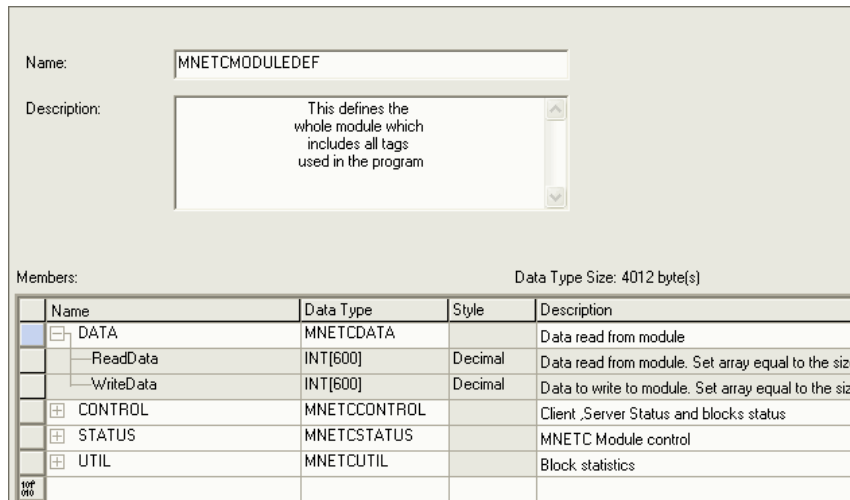 Name:
MNETCMODULEDEF
Description:
This defines the
whole module which
includes all tags
used in the program
Members:
Data Type Size: 4012 byte(s)
Name Data Type Style Description
DATA MNETCDATA Data read from module
ReadData INT[600] Decimal Data read from module. Set array equal to the
WriteData INT[600] Decimal Data to write to module. Set array equal to the
CONTROL MNETCCONTROL Client ,Server Status and blocks status
STATUS MNETCSTATUS MNETC Module control
UTIL MNETCUTIL Block statistics